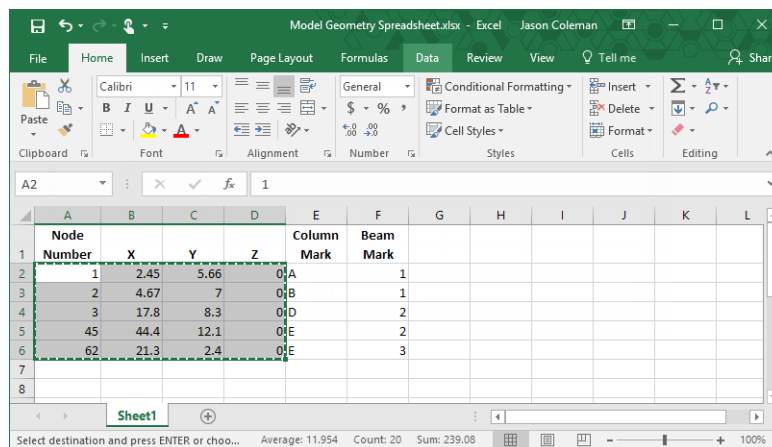 Model Geometry Spreadsheet.xlsx - Excel Jason Coleman
File Home Insert Draw Page Layout Formulas Data Review View Tell me Shar
Calibri 11 General Conditional Formatting Insert
Paste B I U A A $ % , Format as Table Delete
A Cell Styles Format
Clipboard Font Alignment Number Styles Cells Editing
A2 fx 1
A B C D E F G H I J K L
Node Column Beam
1 Number X Y Z Mark Mark
2 1 2.45 5.66 0 A 1
3 2 4.67 7 0 B 1
4 3 17.8 8.3 0 D 2
5 45 44.4 12.1 0 E 2
6 62 21.3 2.4 0 E 3
7
8
Sheet1
Select destination and press ENTER or choo... Average: 11.954 Count: 20 Sum: 239.08 100%